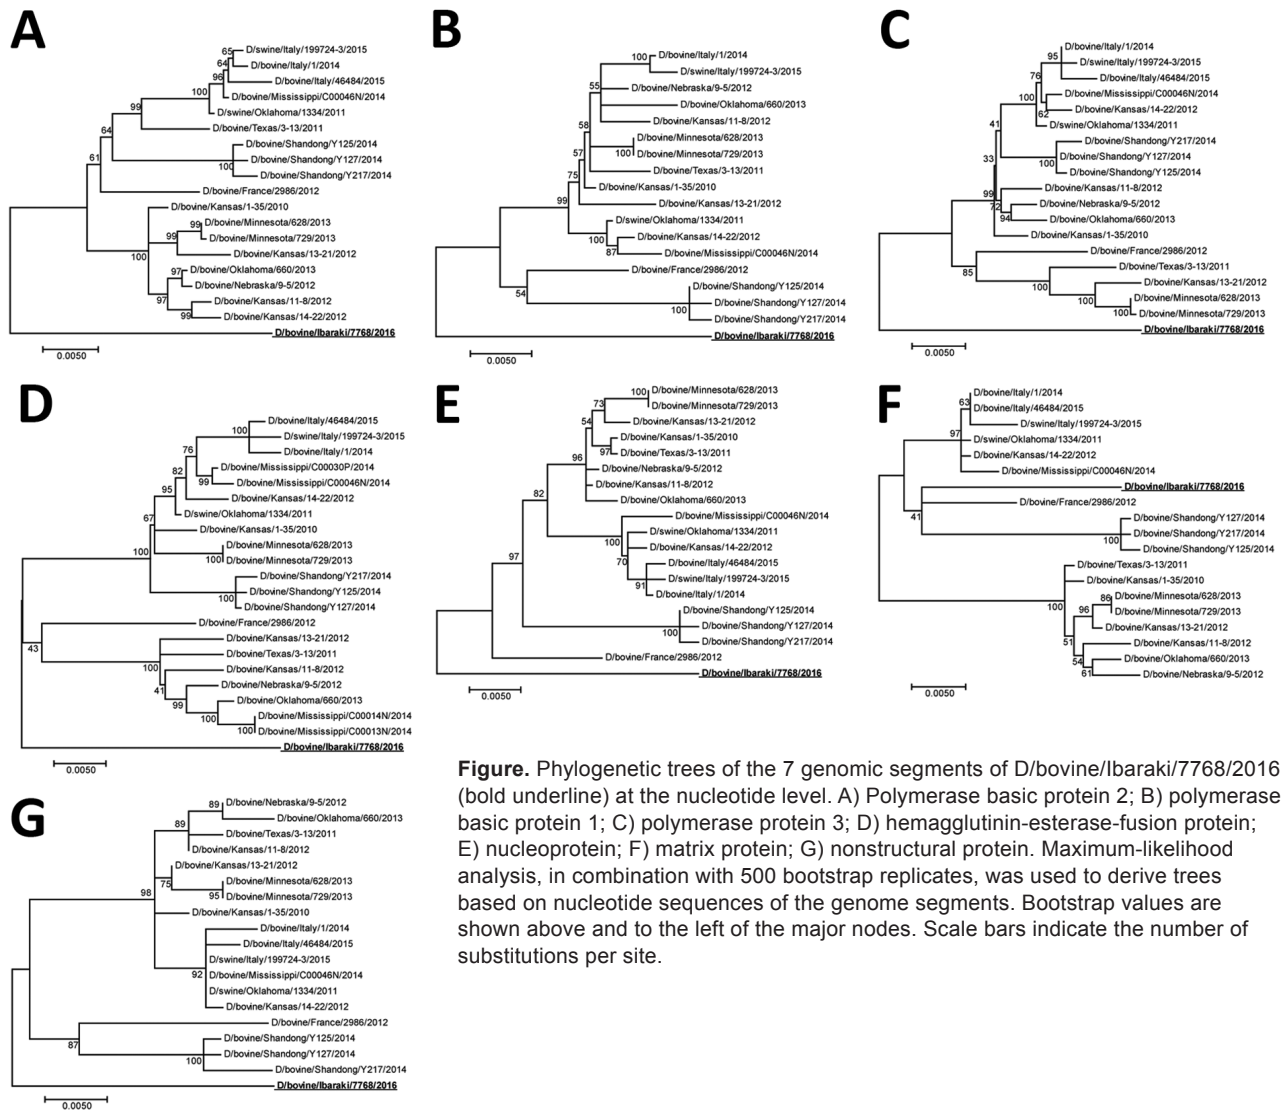 A
65
D/swine/Italy/199724-3/2015
64
D/bovine/Italy/1/2014
96
D/bovine/Italy/46484/2015
100
D/bovine/Mississippi/C00046N/2014
99
D/swine/Oklahoma/1334/2011
64
D/bovine/Texas/3-13/2011
D/bovine/Shandong/Y125/2014
61
D/bovine/Shandong/Y127/2014
100
D/bovine/Shandong/Y217/2014
D/bovine/France/2986/2012
D/bovine/Kansas/1-35/2010
99
D/bovine/Minnesota/628/2013
99
D/bovine/Minnesota/729/2013
100
D/bovine/Kansas/13-21/2012
97
D/bovine/Oklahoma/660/2013
D/bovine/Nebraska/9-5/2012
97
D/bovine/Kansas/11-8/2012
99
D/bovine/Kansas/14-22/2012
D/bovine/Ibaraki/7768/2016
0.0050
B
100
D/bovine/Italy/1/2014
D/swine/Italy/199724-3/2015
55
D/bovine/Nebraska/9-5/2012
D/bovine/Oklahoma/660/2013
58
D/bovine/Kansas/11-8/2012
D/bovine/Minnesota/628/2013
57
100
D/bovine/Minnesota/729/2013
75
D/bovine/Texas/3-13/2011
D/bovine/Kansas/1-35/2010
99
D/bovine/Kansas/13-21/2012
D/swine/Oklahoma/1334/2011
100
D/bovine/Kansas/14-22/2012
87
D/bovine/Mississippi/C00046N/2014
D/bovine/France/2986/2012
54
D/bovine/Shandong/Y125/2014
D/bovine/Shandong/Y127/2014
100
D/bovine/Shandong/Y217/2014
D/bovine/Ibaraki/7768/2016
0.0050
C
95
D/bovine/Italy/1/2014
D/swine/Italy/199724-3/2015
76
D/bovine/Italy/46484/2015
100
D/bovine/Mississippi/C00046N/2014
62
D/bovine/Kansas/14-22/2012
41
D/swine/Oklahoma/1334/2011
D/bovine/Shandong/Y217/2014
33
D/bovine/Shandong/Y127/2014
100
D/bovine/Shandong/Y125/2014
99
D/bovine/Kansas/11-8/2012
72
D/bovine/Nebraska/9-5/2012
94
D/bovine/Oklahoma/660/2013
D/bovine/Kansas/1-35/2010
D/bovine/France/2986/2012
85
D/bovine/Texas/3-13/2011
100
D/bovine/Kansas/13-21/2012
100
D/bovine/Minnesota/628/2013
100
D/bovine/Minnesota/729/2013
D/bovine/Ibaraki/7768/2016
0.0050
D
D/bovine/Italy/46484/2015
100
D/swine/Italy/199724-3/2015
76
D/bovine/Italy/1/2014
82
D/bovine/Mississippi/C00030P/2014
99
D/bovine/Mississippi/C00046N/2014
95
D/bovine/Kansas/14-22/2012
67
D/swine/Oklahoma/1334/2011
D/bovine/Kansas/1-35/2010
100
D/bovine/Minnesota/628/2013
100
D/bovine/Minnesota/729/2013
D/bovine/Shandong/Y217/2014
D/bovine/Shandong/Y125/2014
100
D/bovine/Shandong/Y127/2014
D/bovine/France/2986/2012
43
D/bovine/Kansas/13-21/2012
100
D/bovine/Texas/3-13/2011
D/bovine/Kansas/11-8/2012
41
D/bovine/Nebraska/9-5/2012
99
D/bovine/Oklahoma/660/2013
100
D/bovine/Mississippi/C00014N/2014
100
D/bovine/Mississippi/C00013N/2014
D/bovine/Ibaraki/7768/2016
0.0050
E
100
D/bovine/Minnesota/628/2013
73
D/bovine/Minnesota/729/2013
54
D/bovine/Kansas/13-21/2012
D/bovine/Kansas/1-35/2010
97
D/bovine/Texas/3-13/2011
96
D/bovine/Nebraska/9-5/2012
D/bovine/Kansas/11-8/2012
82
D/bovine/Oklahoma/660/2013
D/bovine/Mississippi/C00046N/2014
D/swine/Oklahoma/1334/2011
100
D/bovine/Kansas/14-22/2012
97
70
D/bovine/Italy/46484/2015
D/swine/Italy/199724-3/2015
91
D/bovine/Italy/1/2014
D/bovine/Shandong/Y125/2014
D/bovine/Shandong/Y127/2014
100
D/bovine/Shandong/Y217/2014
D/bovine/France/2986/2012
D/bovine/Ibaraki/7768/2016
0.0050
F
D/bovine/Italy/1/2014
63
D/bovine/Italy/46484/2015
D/swine/Italy/199724-3/2015
97
D/swine/Oklahoma/1334/2011
D/bovine/Kansas/14-22/2012
D/bovine/Mississippi/C00046N/2014
D/bovine/Ibaraki/7768/2016
D/bovine/France/2986/2012
41
D/bovine/Shandong/Y127/2014
D/bovine/Shandong/Y217/2014
100
D/bovine/Shandong/Y125/2014
D/bovine/Texas/3-13/2011
D/bovine/Kansas/1-35/2010
86
D/bovine/Minnesota/628/2013
100
96
D/bovine/Minnesota/729/2013
D/bovine/Kansas/13-21/2012
51
D/bovine/Kansas/11-8/2012
54
D/bovine/Oklahoma/660/2013
61
D/bovine/Nebraska/9-5/2012
0.0050
G
89
D/bovine/Nebraska/9-5/2012
D/bovine/Oklahoma/660/2013
89
D/bovine/Texas/3-13/2011
D/bovine/Kansas/11-8/2012
D/bovine/Kansas/13-21/2012
75
D/bovine/Minnesota/628/2013
98
95
D/bovine/Minnesota/729/2013
D/bovine/Kansas/1-35/2010
D/bovine/Italy/1/2014
D/bovine/Italy/46484/2015
D/swine/Italy/199724-3/2015
92
D/bovine/Mississippi/C00046N/2014
D/swine/Oklahoma/1334/2011
D/bovine/Kansas/14-22/2012
D/bovine/France/2986/2012
87
D/bovine/Shandong/Y125/2014
D/bovine/Shandong/Y127/2014
100
D/bovine/Shandong/Y217/2014
D/bovine/Ibaraki/7768/2016
0.0050
Figure. Phylogenetic trees of the 7 genomic segments of D/bovine/Ibaraki/7768/2016
(bold underline) at the nucleotide level. A) Polymerase basic protein 2; B) polymerase
basic protein 1; C) polymerase protein 3; D) hemagglutinin-esterase-fusion protein;
E) nucleoprotein; F) matrix protein; G) nonstructural protein. Maximum-likelihood
analysis, in combination with 500 bootstrap replicates, was used to derive trees
based on nucleotide sequences of the genome segments. Bootstrap values are
shown above and to the left of the major nodes. Scale bars indicate the number of
substitutions per site.